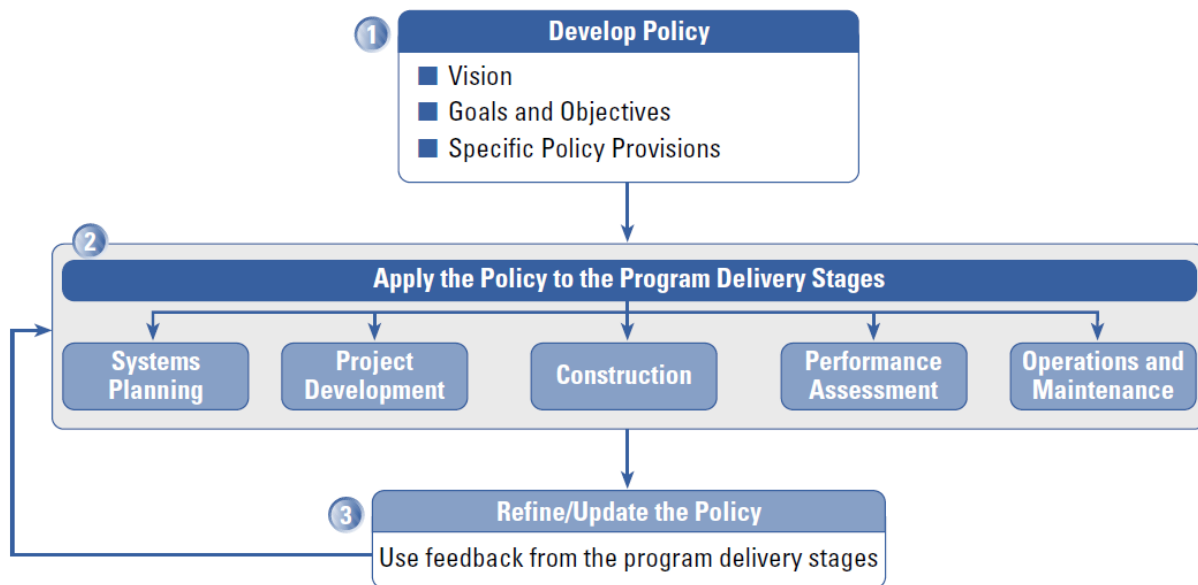 1
Develop Policy
Vision
Goals and Objectives
Specific Policy Provisions
2
Apply the Policy to the Program Delivery Stages
Systems
Planning
Project
Development
Construction
Performance
Assessment
Operations and
Maintenance
3
Refine/Update the Policy
Use feedback from the program delivery stages